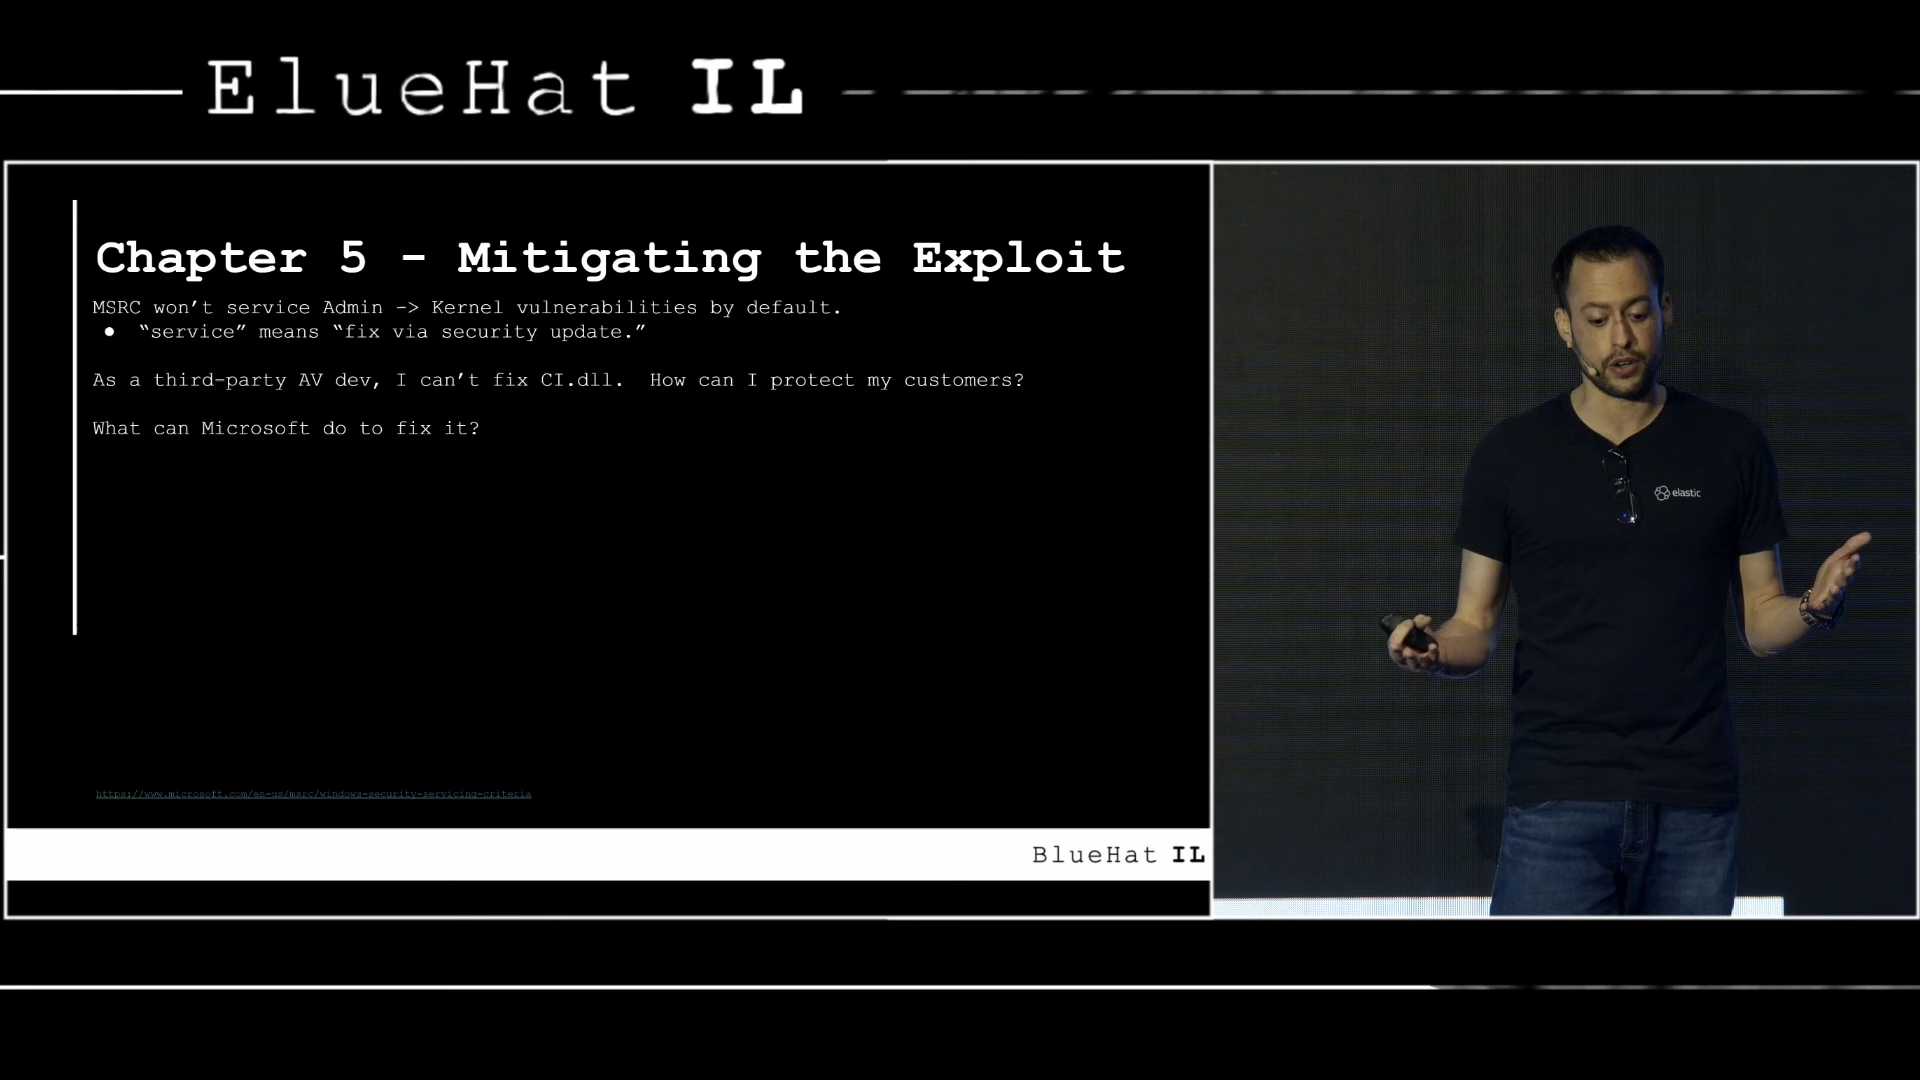 ElueHat IL
Chapter 5 - Mitigating the Exploit
MSRC won’t service Admin -> Kernel vulnerabilities by default.
● “service” means “fix via security update.”
As a third-party AV dev, I can’t fix CI.dll.  How can I protect my customers?
What can Microsoft do to fix it?
https://www.microsoft.com/en-us/msrc/windows-security-servicing-criteria
BlueHat IL
elastic